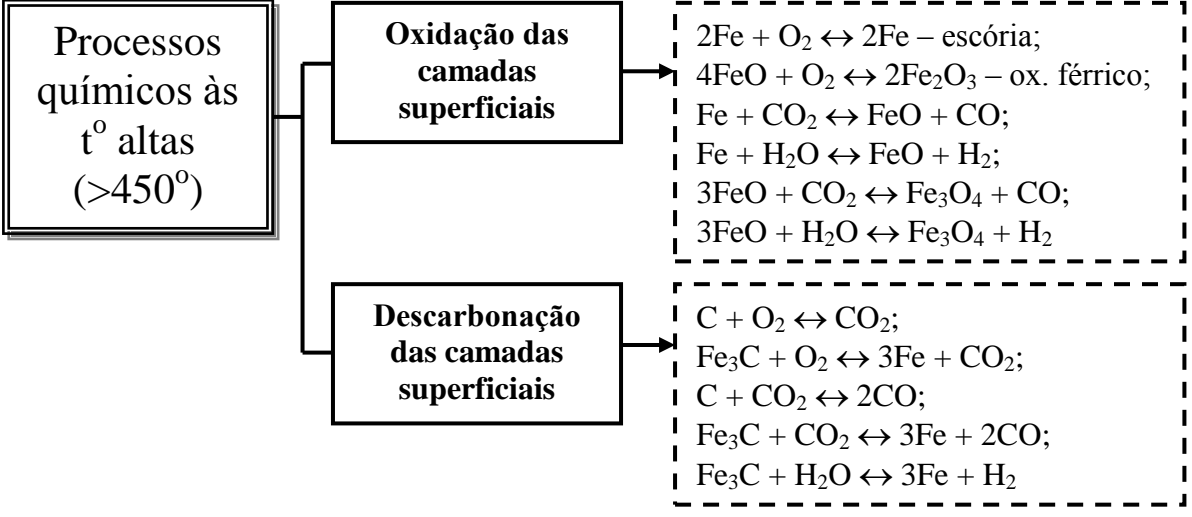 Processos
químicos às
tº altas
(>450º)
Oxidação das
camadas
superficiais
2Fe + O₂ ↔ 2Fe – escória;
4FeO + O₂ ↔ 2Fe₂O₃ – ox. férrico;
Fe + CO₂ ↔ FeO + CO;
Fe + H₂O ↔ FeO + H₂;
3FeO + CO₂ ↔ Fe₃O₄ + CO;
3FeO + H₂O ↔ Fe₃O₄ + H₂
Descarbonação
das camadas
superficiais
C + O₂ ↔ CO₂;
Fe₃C + O₂ ↔ 3Fe + CO₂;
C + CO₂ ↔ 2CO;
Fe₃C + CO₂ ↔ 3Fe + 2CO;
Fe₃C + H₂O ↔ 3Fe + H₂